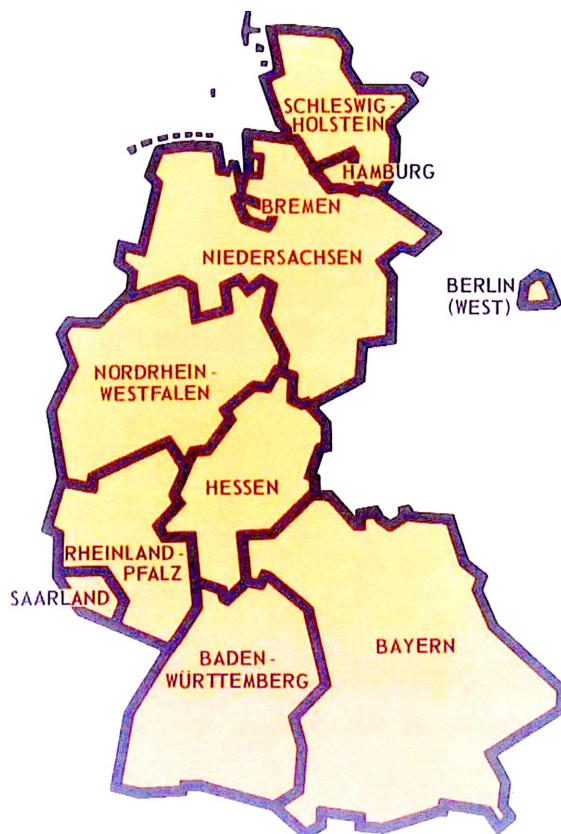 SCHLESWIG-
HOLSTEIN
HAMBURG
BREMEN
NIEDERSACHSEN
BERLIN
(WEST)
NORDRHEIN-
WESTFALEN
HESSEN
RHEINLAND-
PFALZ
SAARLAND
BADEN-
WÜRTTEMBERG
BAYERN